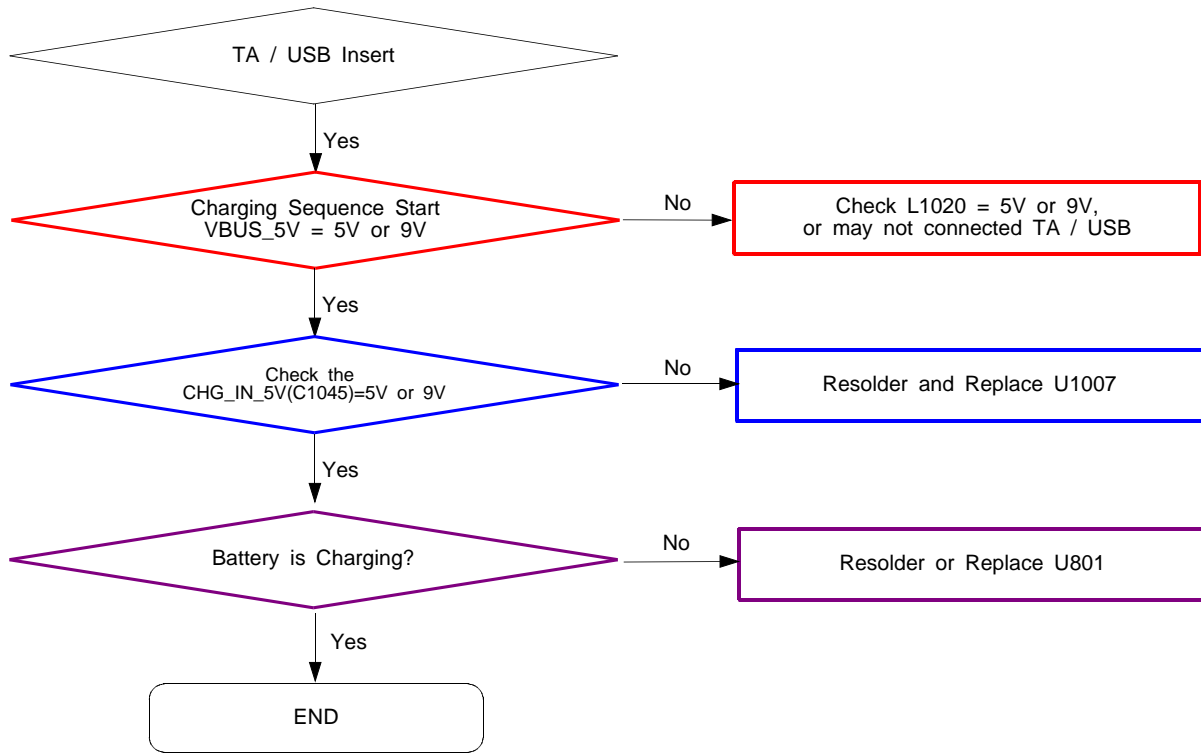 TA / USB Insert
Yes
Charging Sequence Start
VBUS_5V = 5V or 9V
No
Check L1020 = 5V or 9V,
or may not connected TA / USB
Yes
Check the
CHG_IN_5V(C1045)=5V or 9V
No
Resolder and Replace U1007
Yes
Battery is Charging?
No
Resolder or Replace U801
Yes
END